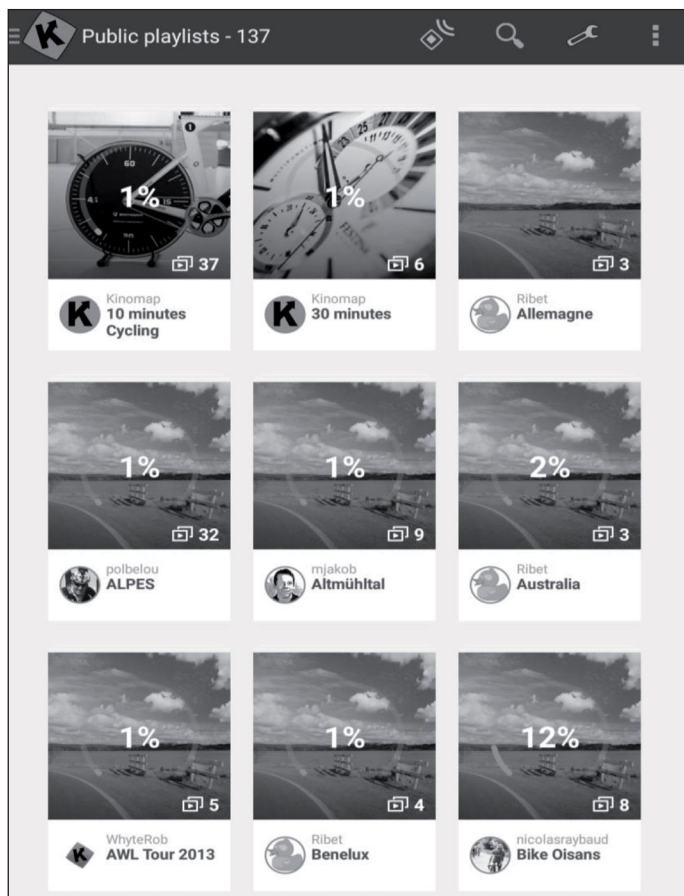 Public playlists - 137
1%
37
Kinomap
10 minutes
Cycling
1%
6
Kinomap
30 minutes
3
Ribet
Allemagne
1%
32
polbelou
ALPES
1%
9
mjakob
Altmühltal
2%
3
Ribet
Australia
1%
5
WhyteRob
AWL Tour 2013
1%
4
Ribet
Benelux
12%
8
nicolasraybaud
Bike Oisans